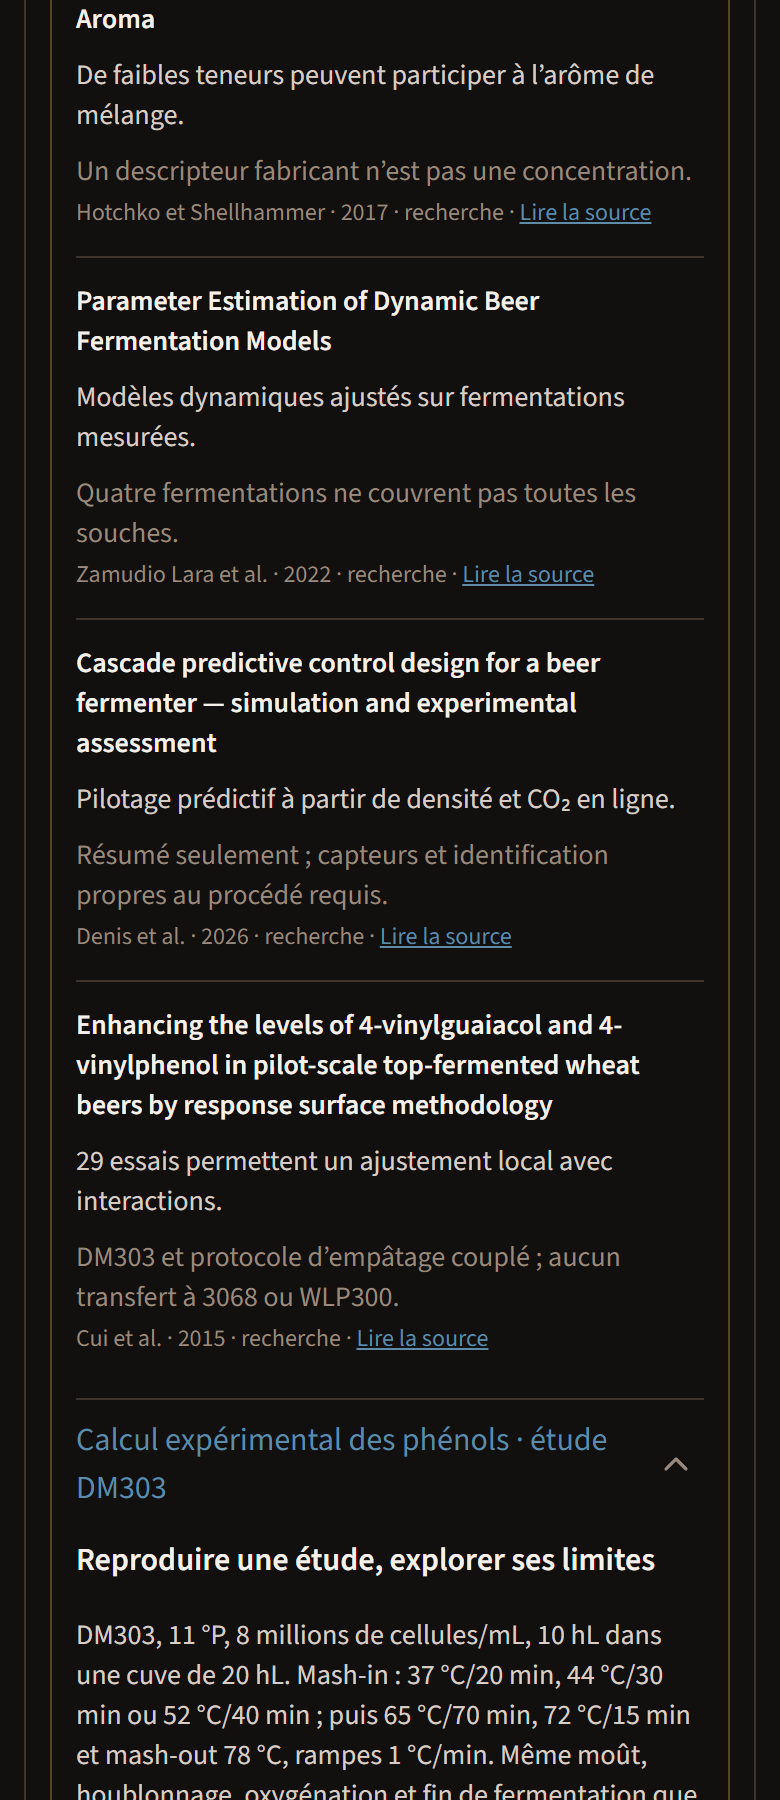 Aroma
De faibles teneurs peuvent participer à l’arôme de
mélange.
Un descripteur fabricant n’est pas une concentration.
Hotchko et Shellhammer · 2017 · recherche · Lire la source
Parameter Estimation of Dynamic Beer
Fermentation Models
Modèles dynamiques ajustés sur fermentations
mesurées.
Quatre fermentations ne couvrent pas toutes les
souches.
Zamudio Lara et al. · 2022 · recherche · Lire la source
Cascade predictive control design for a beer
fermenter — simulation and experimental
assessment
Pilotage prédictif à partir de densité et CO₂ en ligne.
Résumé seulement ; capteurs et identification
propres au procédé requis.
Denis et al. · 2026 · recherche · Lire la source
Enhancing the levels of 4-vinylguaiacol and 4-
vinylphenol in pilot-scale top-fermented wheat
beers by response surface methodology
29 essais permettent un ajustement local avec
interactions.
DM303 et protocole d’empâtage couplé ; aucun
transfert à 3068 ou WLP300.
Cui et al. · 2015 · recherche · Lire la source
Calcul expérimental des phénols · étude
DM303
Reproduire une étude, explorer ses limites
DM303, 11 °P, 8 millions de cellules/mL, 10 hL dans
une cuve de 20 hL. Mash-in : 37 °C/20 min, 44 °C/30
min ou 52 °C/40 min ; puis 65 °C/70 min, 72 °C/15 min
et mash-out 78 °C, rampes 1 °C/min. Même moût,
houblonnage, oxygénation et fin de fermentation que